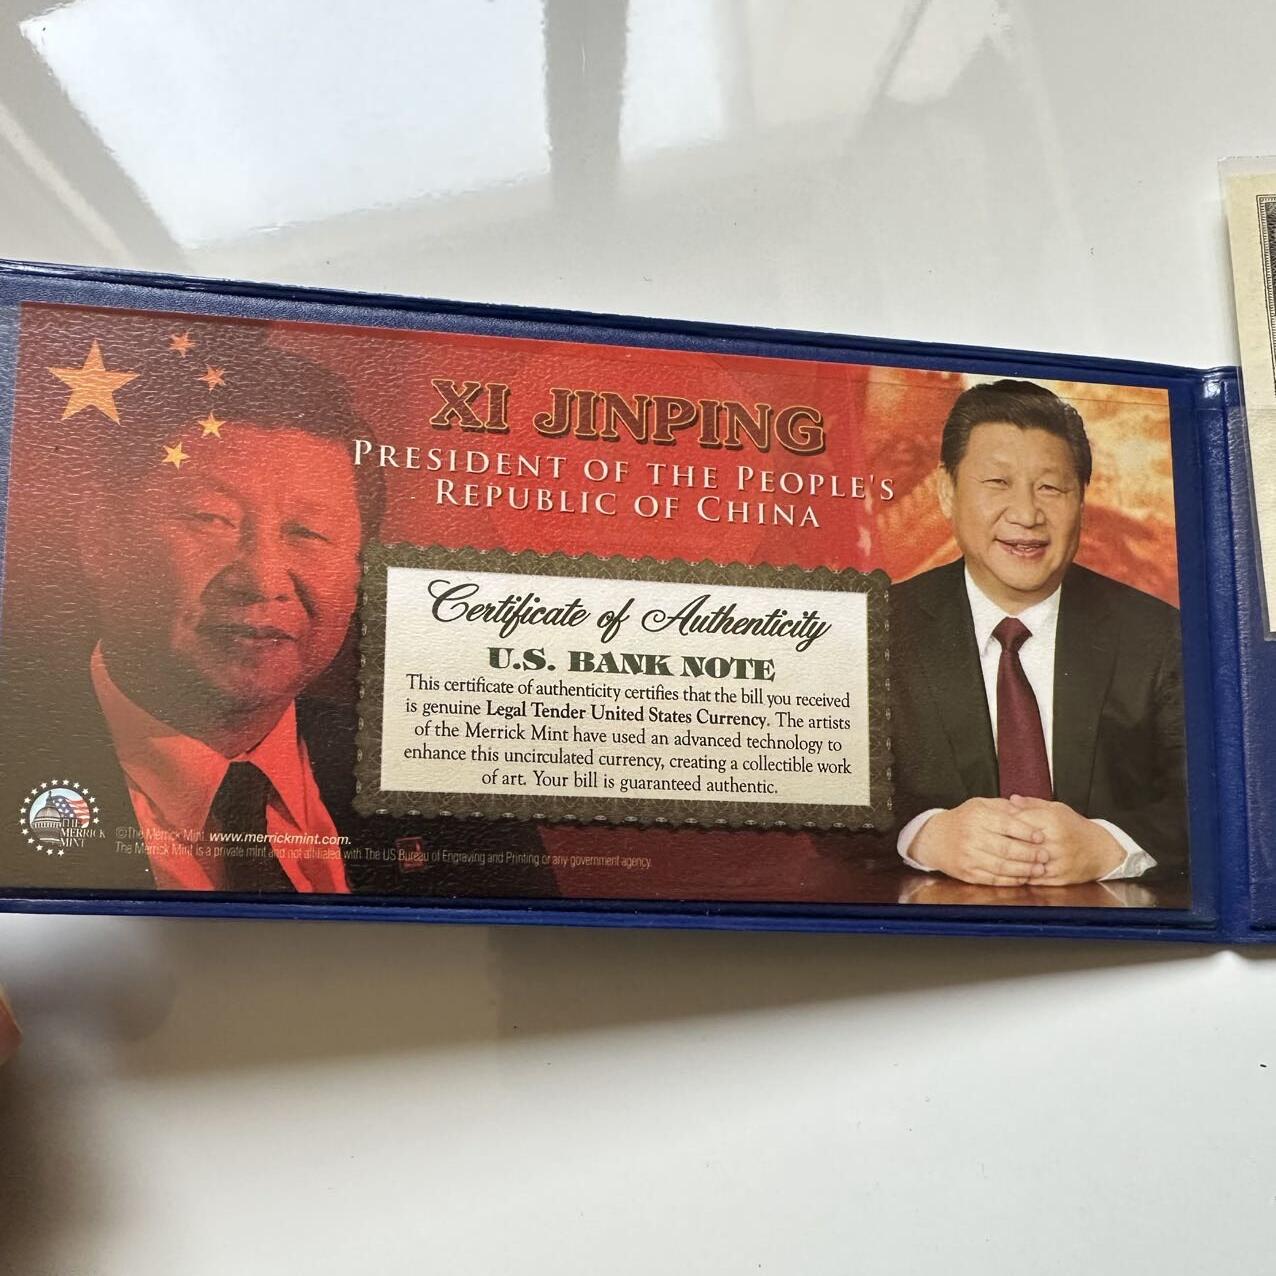 XI JINPING
PRESIDENT OF THE PEOPLE'S
REPUBLIC OF CHINA
Certificate of Authenticity
U.S. BANK NOTE
This certificate of authenticity certifies that the bill you received
is genuine Legal Tender United States Currency. The artists
of the Merrick Mint have used an advanced technology to
enhance this uncirculated currency, creating a collectible work
of art. Your bill is guaranteed authentic.
THE
MERRICK
MINT
©The Merrick Mint www.merrickmint.com.
The Merrick Mint is a private mint and not affiliated with The US Bureau of Engraving and Printing or any government agency.